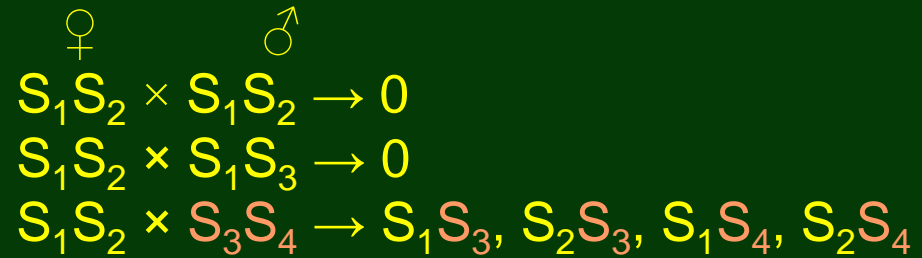 ♀ ♂
S₁S₂ × S₁S₂ → 0
S₁S₂ × S₁S₃ → 0
S₁S₂ × S₃S₄ → S₁S₃, S₂S₃, S₁S₄, S₂S₄